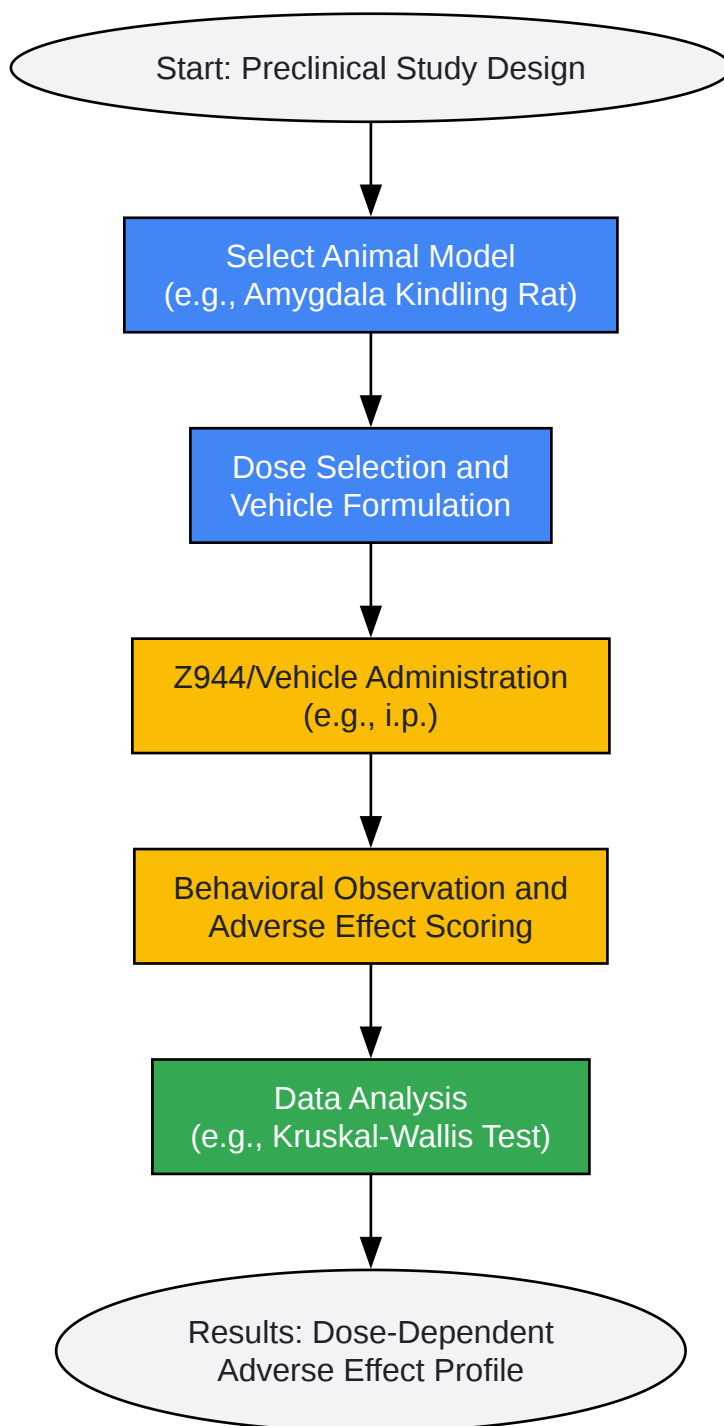 Start: Preclinical Study Design
Select Animal Model
(e.g., Amygdala Kindling Rat)
Dose Selection and
Vehicle Formulation
Z944/Vehicle Administration
(e.g., i.p.)
Behavioral Observation and
Adverse Effect Scoring
Data Analysis
(e.g., Kruskal-Wallis Test)
Results: Dose-Dependent
Adverse Effect Profile